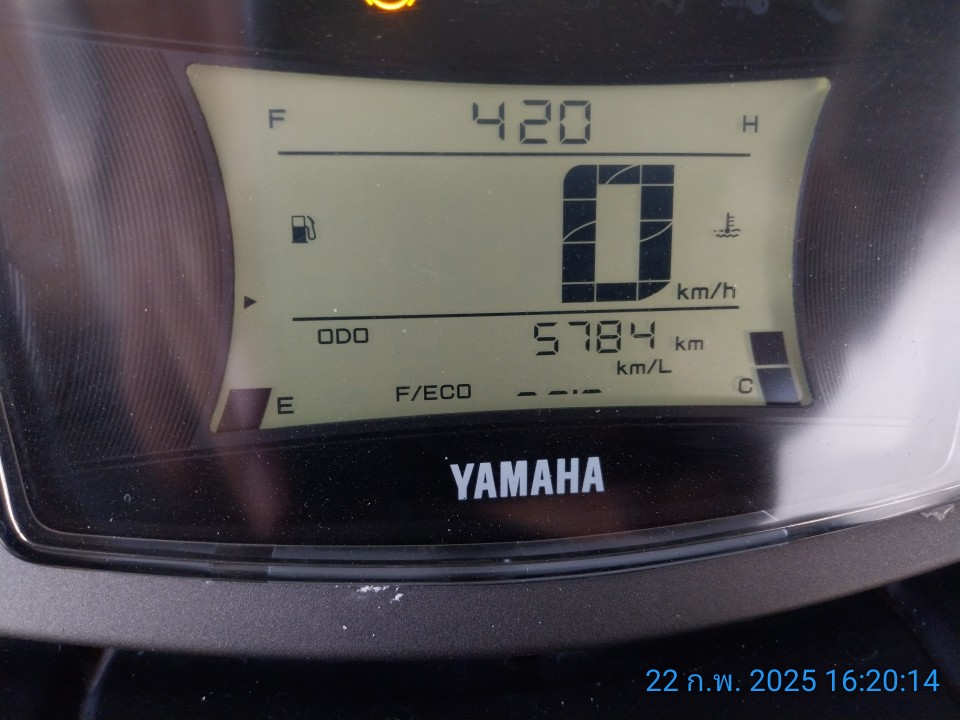 F 420 H
0 km/h
ODO 5784 km
km/L
E F/ECO --.- C
YAMAHA
22 ก.พ. 2025 16:20:14